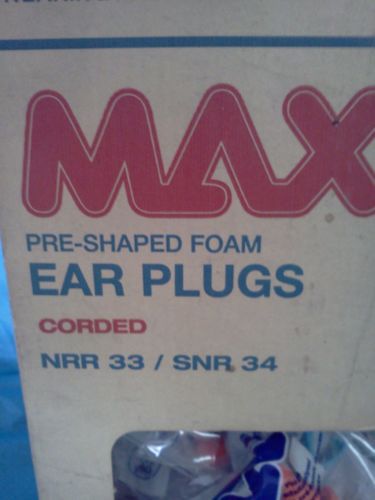 MAX
PRE-SHAPED FOAM
EAR PLUGS
CORDED
NRR 33 / SNR 34